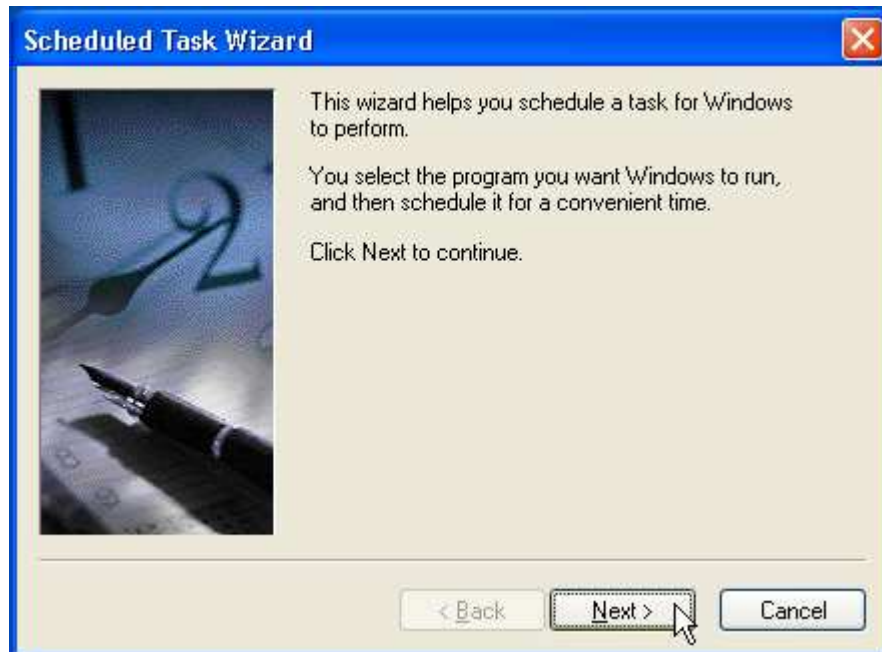 Scheduled Task Wizard
This wizard helps you schedule a task for Windows
to perform.
You select the program you want Windows to run,
and then schedule it for a convenient time.
Click Next to continue.
2
< Back Next > Cancel